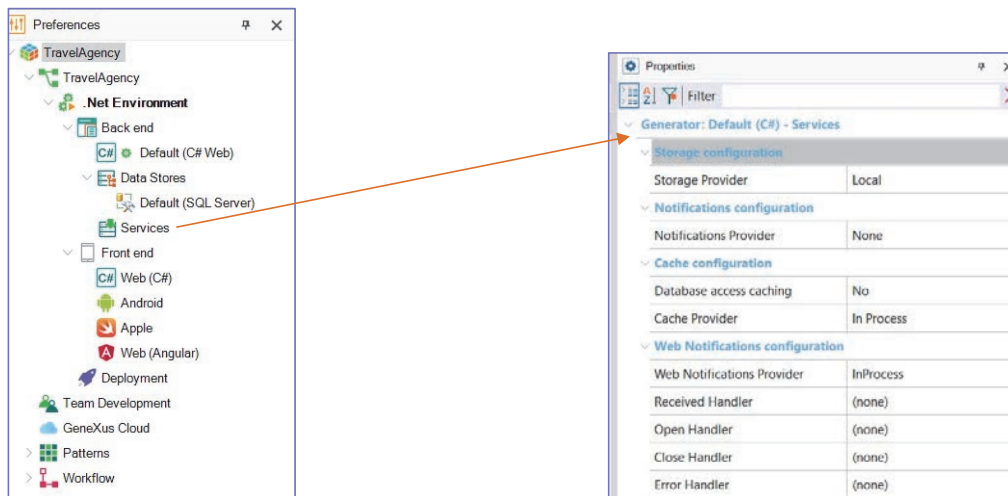 Preferences
TravelAgency
TravelAgency
.Net Environment
Back end
C# Default (C# Web)
Data Stores
Default (SQL Server)
Services
Front end
C# Web (C#)
Android
Apple
Web (Angular)
Deployment
Team Development
GeneXus Cloud
Patterns
Workflow
Properties
Filter
Generator: Default (C#) - Services
Storage configuration
Storage Provider Local
Notifications configuration
Notifications Provider None
Cache configuration
Database access caching No
Cache Provider In Process
Web Notifications configuration
Web Notifications Provider InProcess
Received Handler (none)
Open Handler (none)
Close Handler (none)
Error Handler (none)